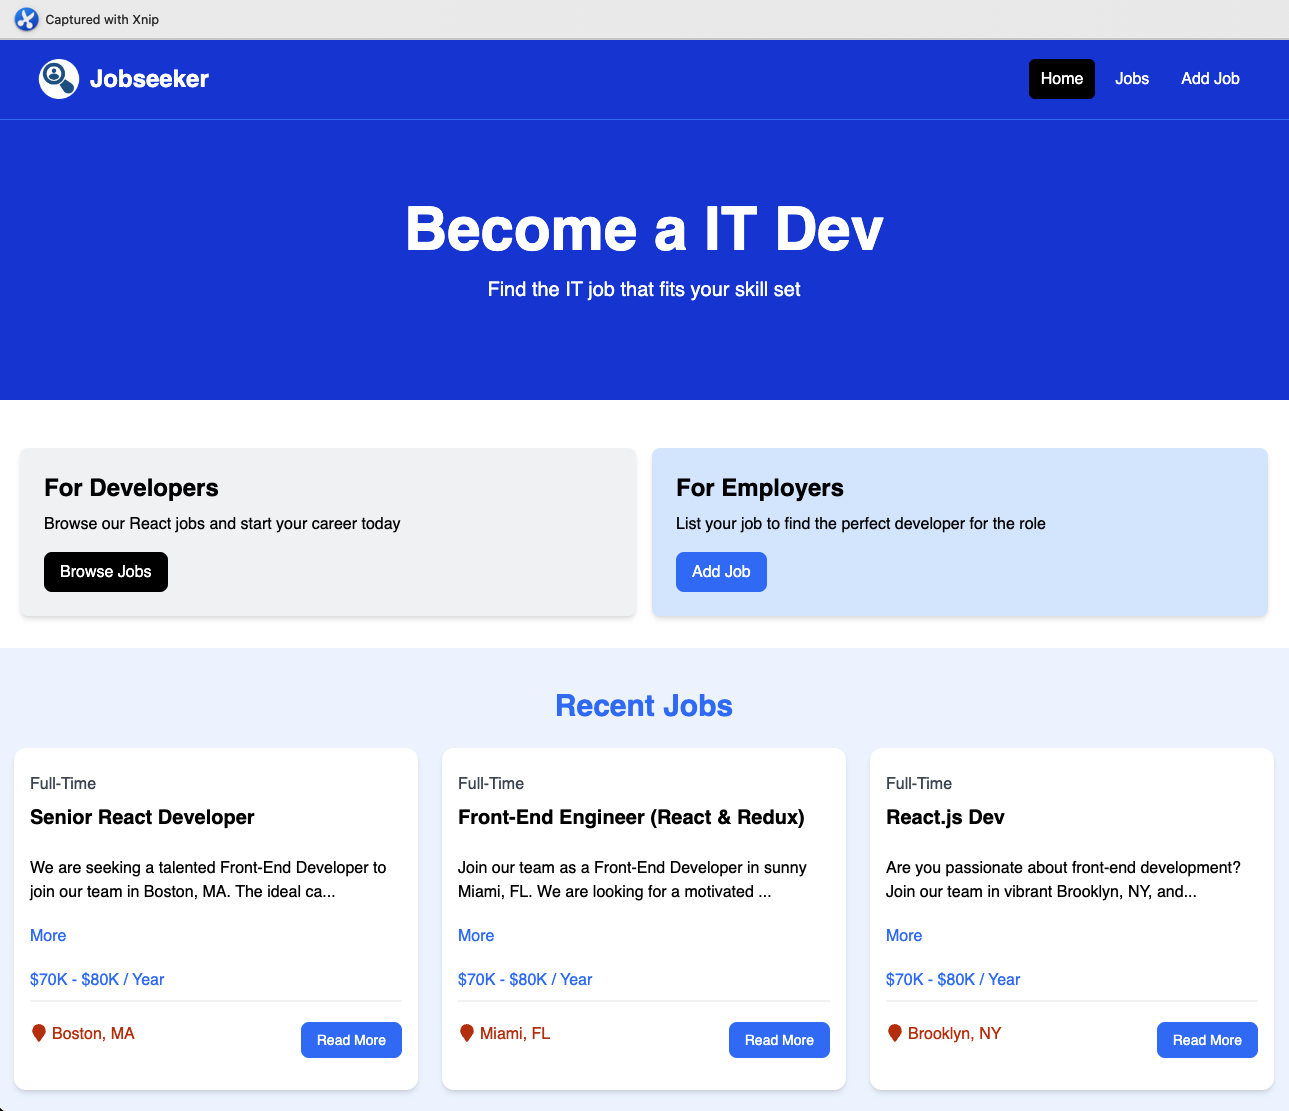 Captured with Xnip
Jobseeker
Home Jobs Add Job
Become a IT Dev
Find the IT job that fits your skill set
For Developers
Browse our React jobs and start your career today
Browse Jobs
For Employers
List your job to find the perfect developer for the role
Add Job
Recent Jobs
Full-Time
Senior React Developer
We are seeking a talented Front-End Developer to
join our team in Boston, MA. The ideal ca...
More
$70K - $80K / Year
Boston, MA
Read More
Full-Time
Front-End Engineer (React & Redux)
Join our team as a Front-End Developer in sunny
Miami, FL. We are looking for a motivated ...
More
$70K - $80K / Year
Miami, FL
Read More
Full-Time
React.js Dev
Are you passionate about front-end development?
Join our team in vibrant Brooklyn, NY, and...
More
$70K - $80K / Year
Brooklyn, NY
Read More